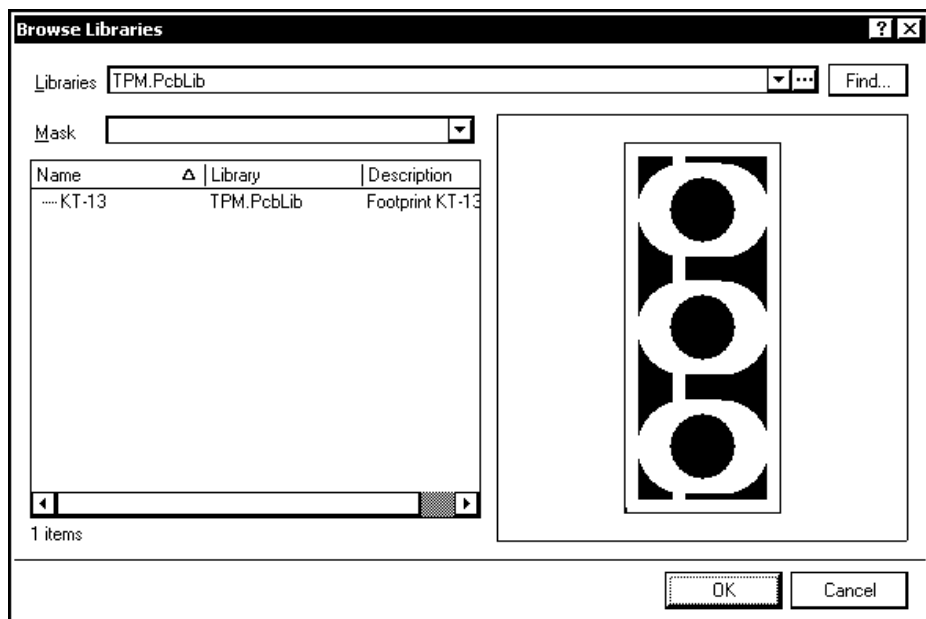 Browse Libraries
Libraries TPM.PcbLib Find...
Mask
Name Library Description
KT-13 TPM.PcbLib Footprint KT-13
1 items
OK Cancel